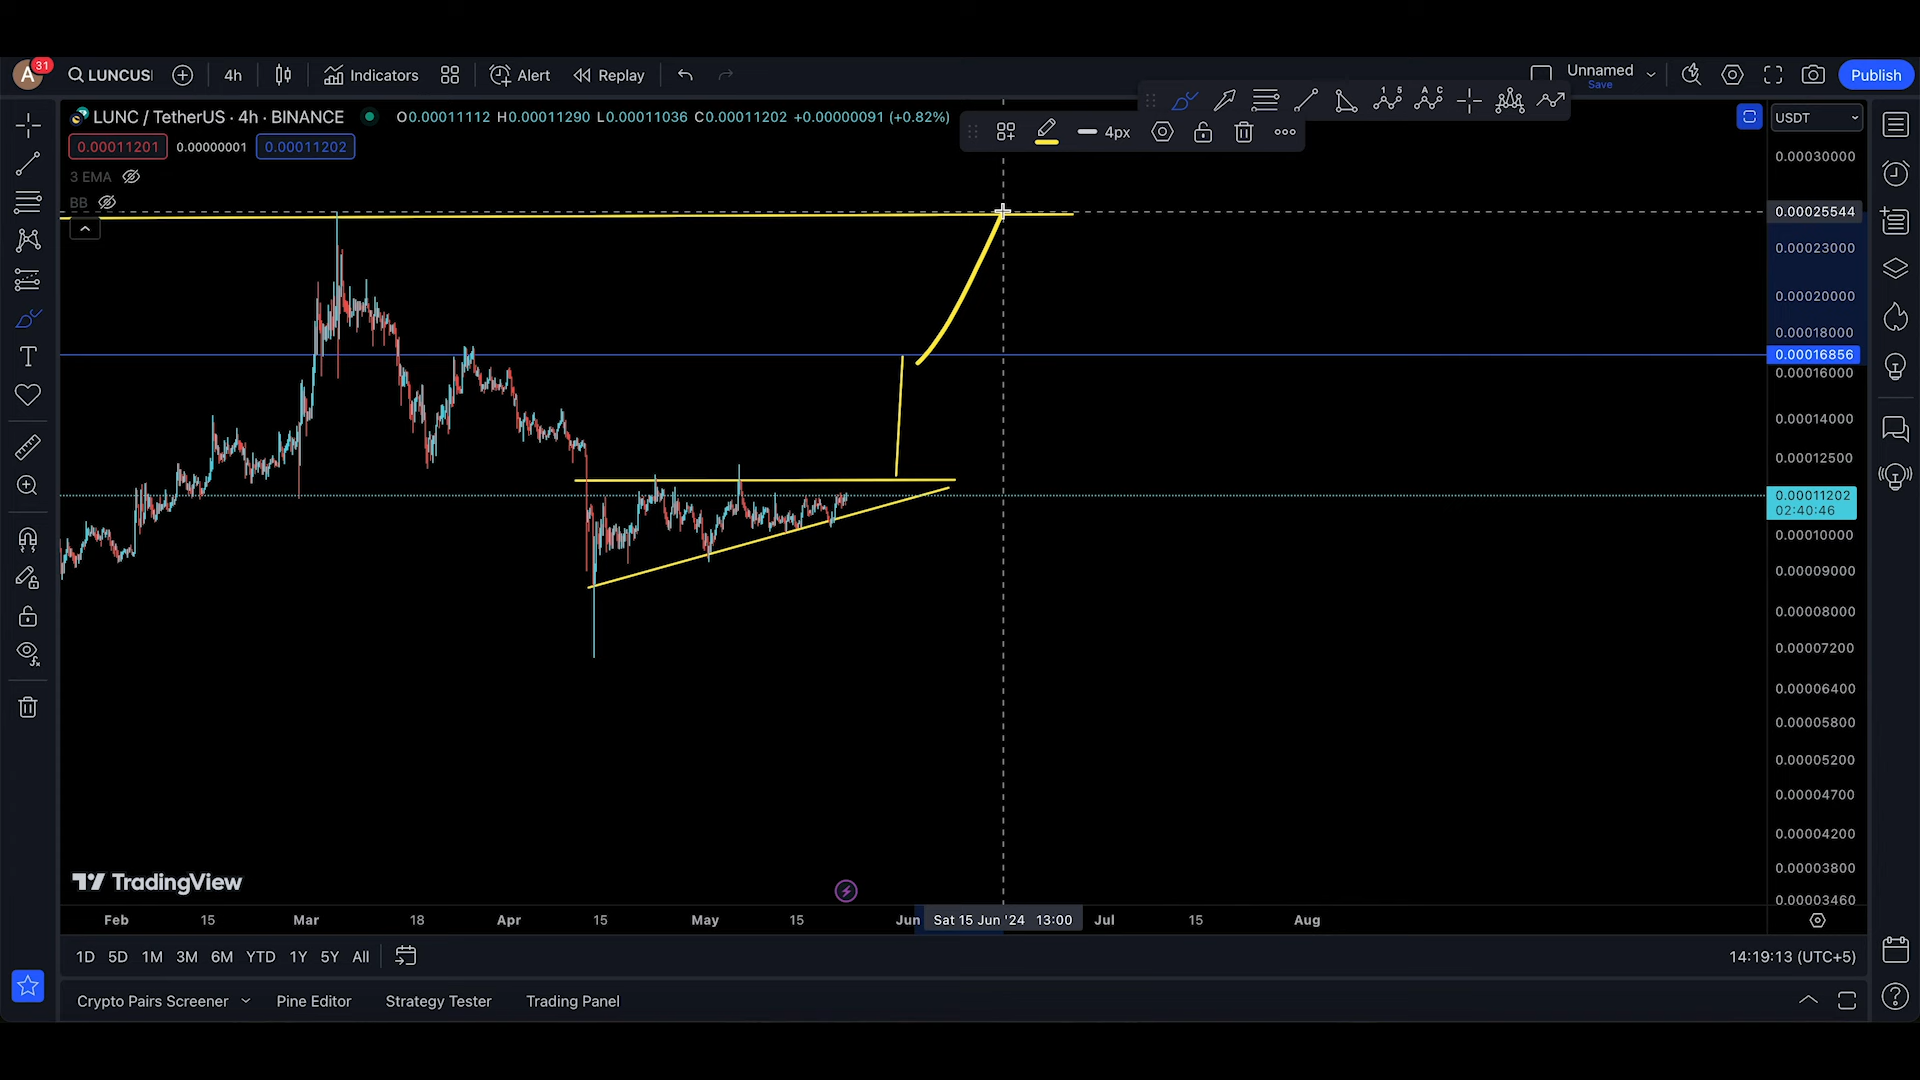 A 31 LUNCUS 4h Indicators Alert Replay Unnamed Save Publish
LUNC / TetherUS · 4h · BINANCE O0.00011112 H0.00011290 L0.00011036 C0.00011202 +0.00000091 (+0.82%)
4px
USDT
0.00011201 0.00000001 0.00011202
3 EMA
BB
0.00030000
0.00025544
0.00023000
0.00020000
0.00018000
0.00016856
0.00016000
0.00014000
0.00012500
0.00011202
02:40:46
0.00010000
0.00009000
0.00008000
0.00007200
0.00006400
0.00005800
0.00005200
0.00004700
0.00004200
0.00003800
0.00003460
TradingView
Feb 15 Mar 18 Apr 15 May 15 Jun Sat 15 Jun '24 13:00 Jul 15 Aug
1D 5D 1M 3M 6M YTD 1Y 5Y All 14:19:13 (UTC+5)
Crypto Pairs Screener Pine Editor Strategy Tester Trading Panel